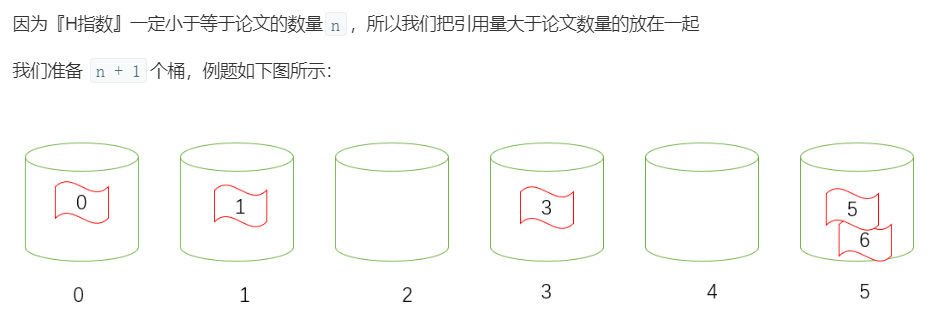 因为『H指数』一定小于等于论文的数量 n ，所以我们把引用量大于论文数量的放在一起
我们准备 n + 1 个桶，例题如下图所示：
0 1 3 5
6
0 1 2 3 4 5